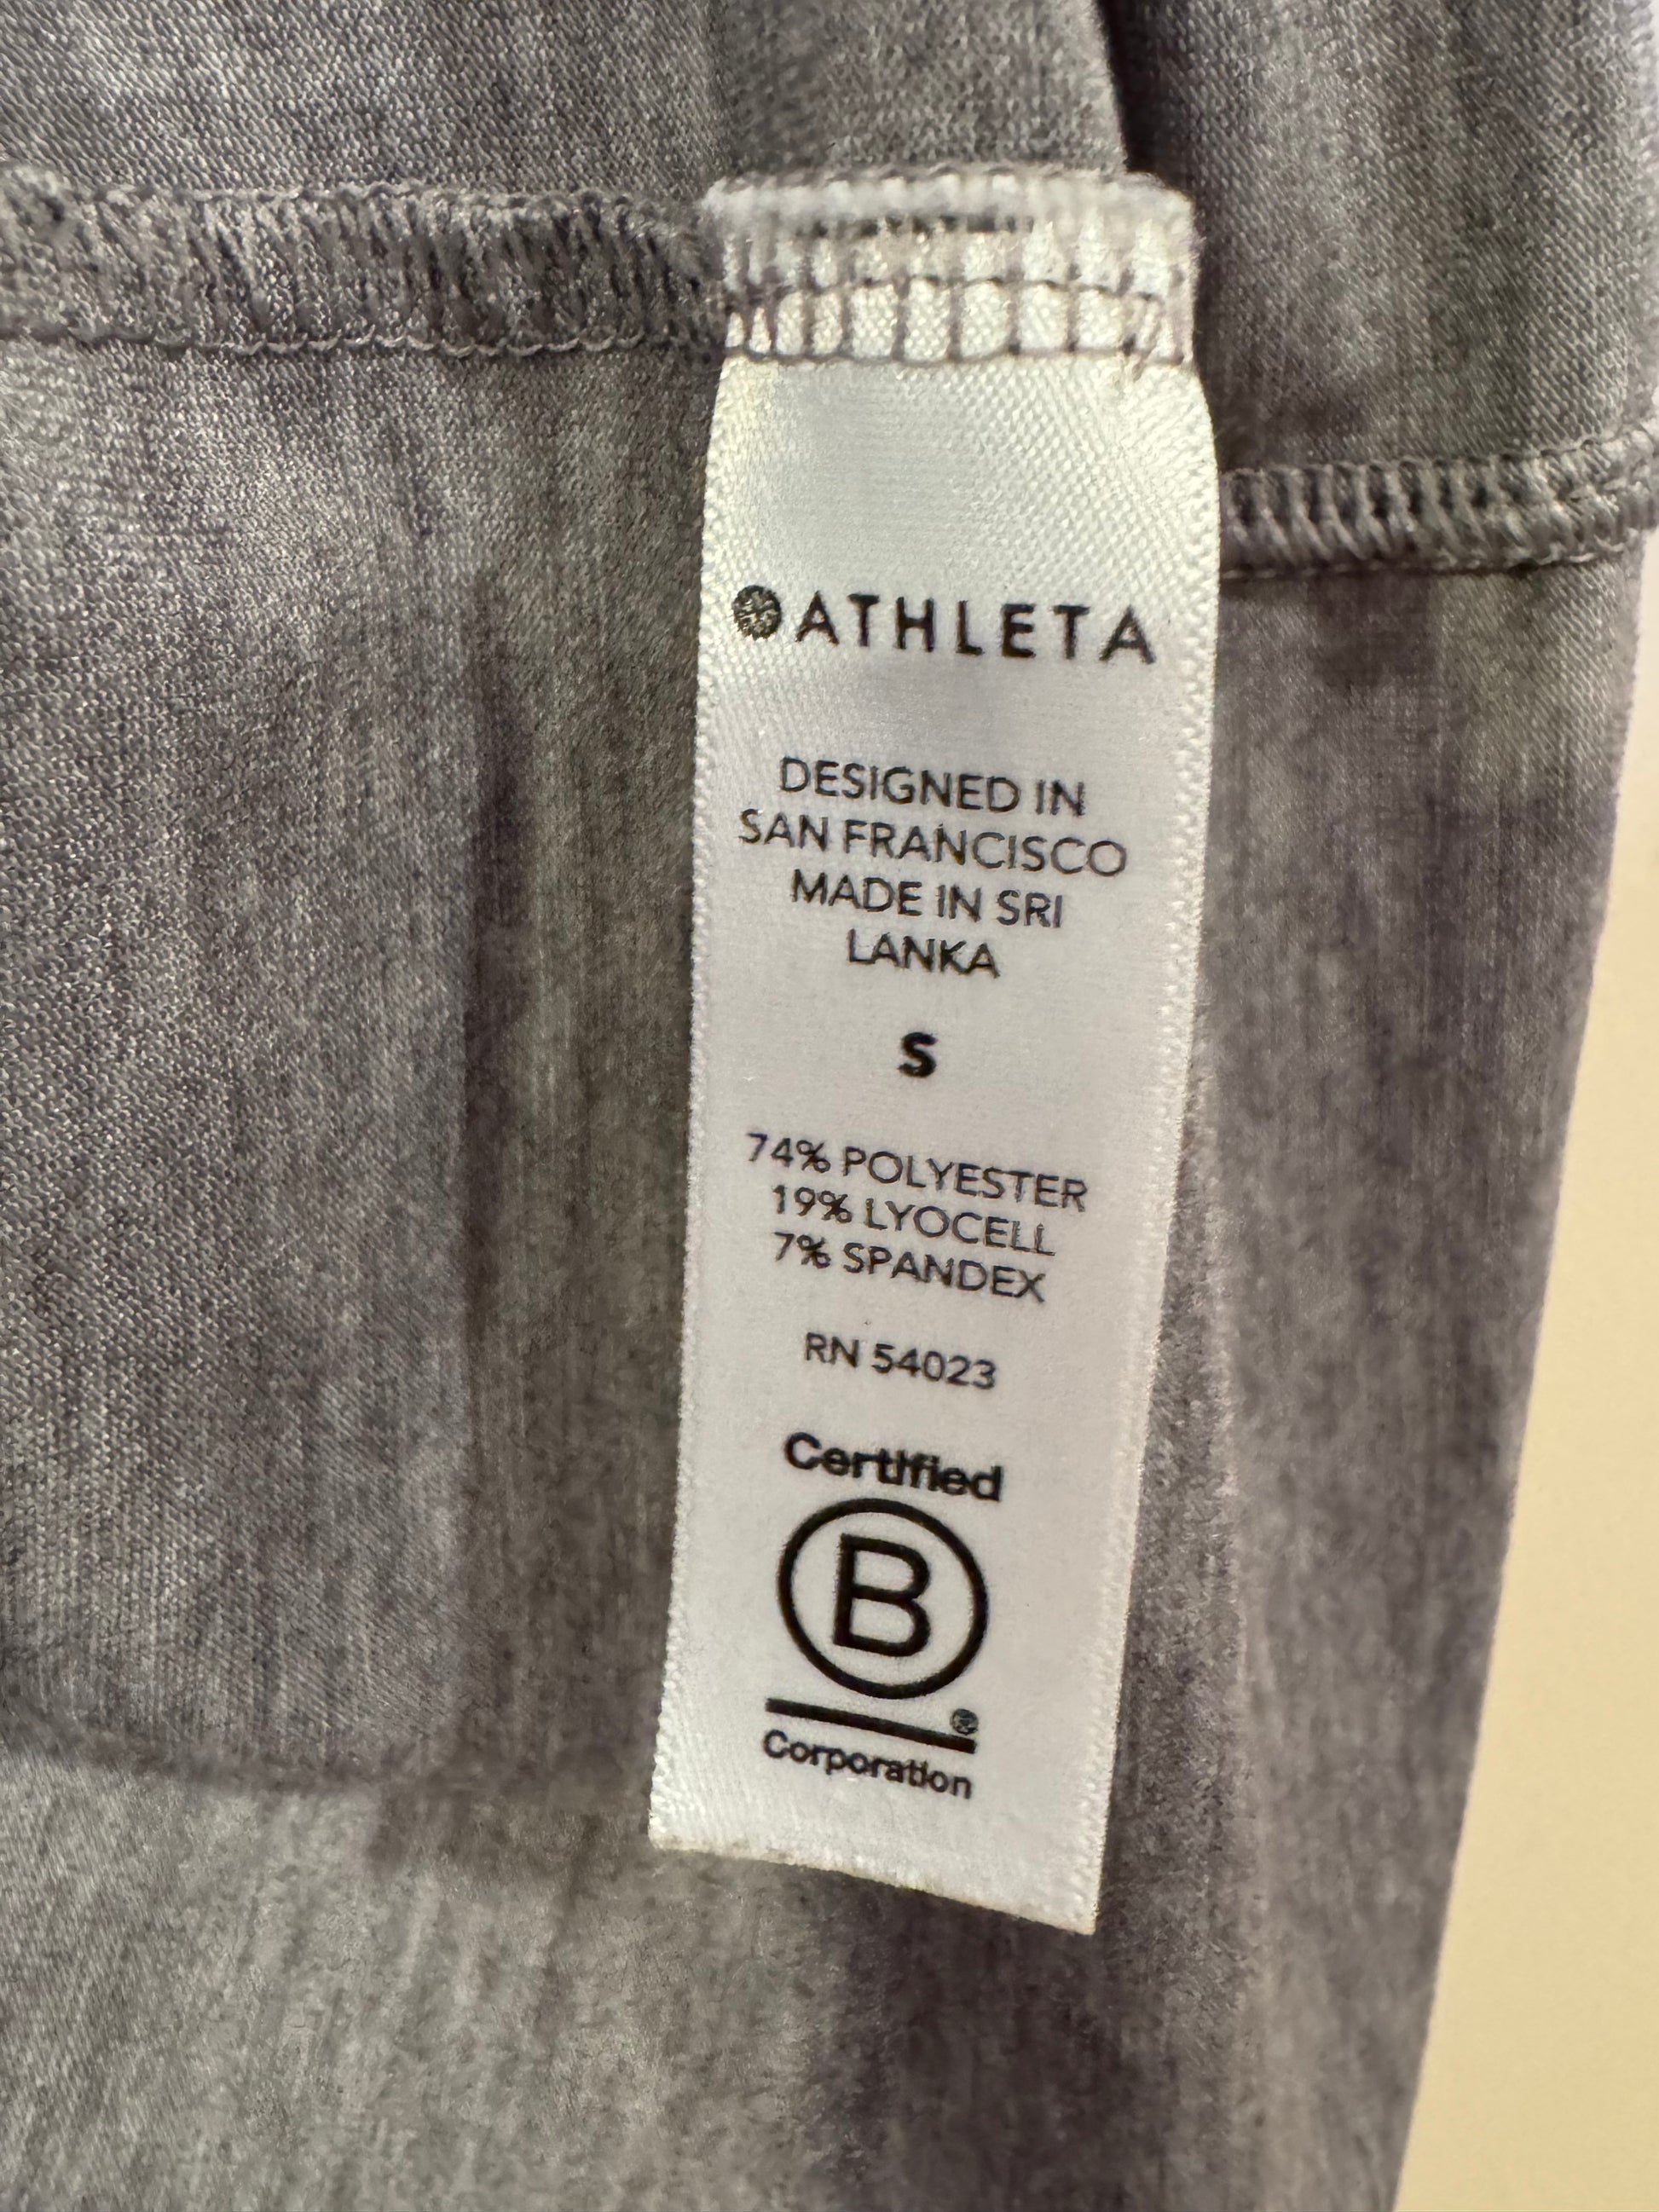 ATHLETA
DESIGNED IN
SAN FRANCISCO
MADE IN SRI
LANKA
S
74% POLYESTER
19% LYOCELL
7% SPANDEX
RN 54023
Certified
B
®
Corporation